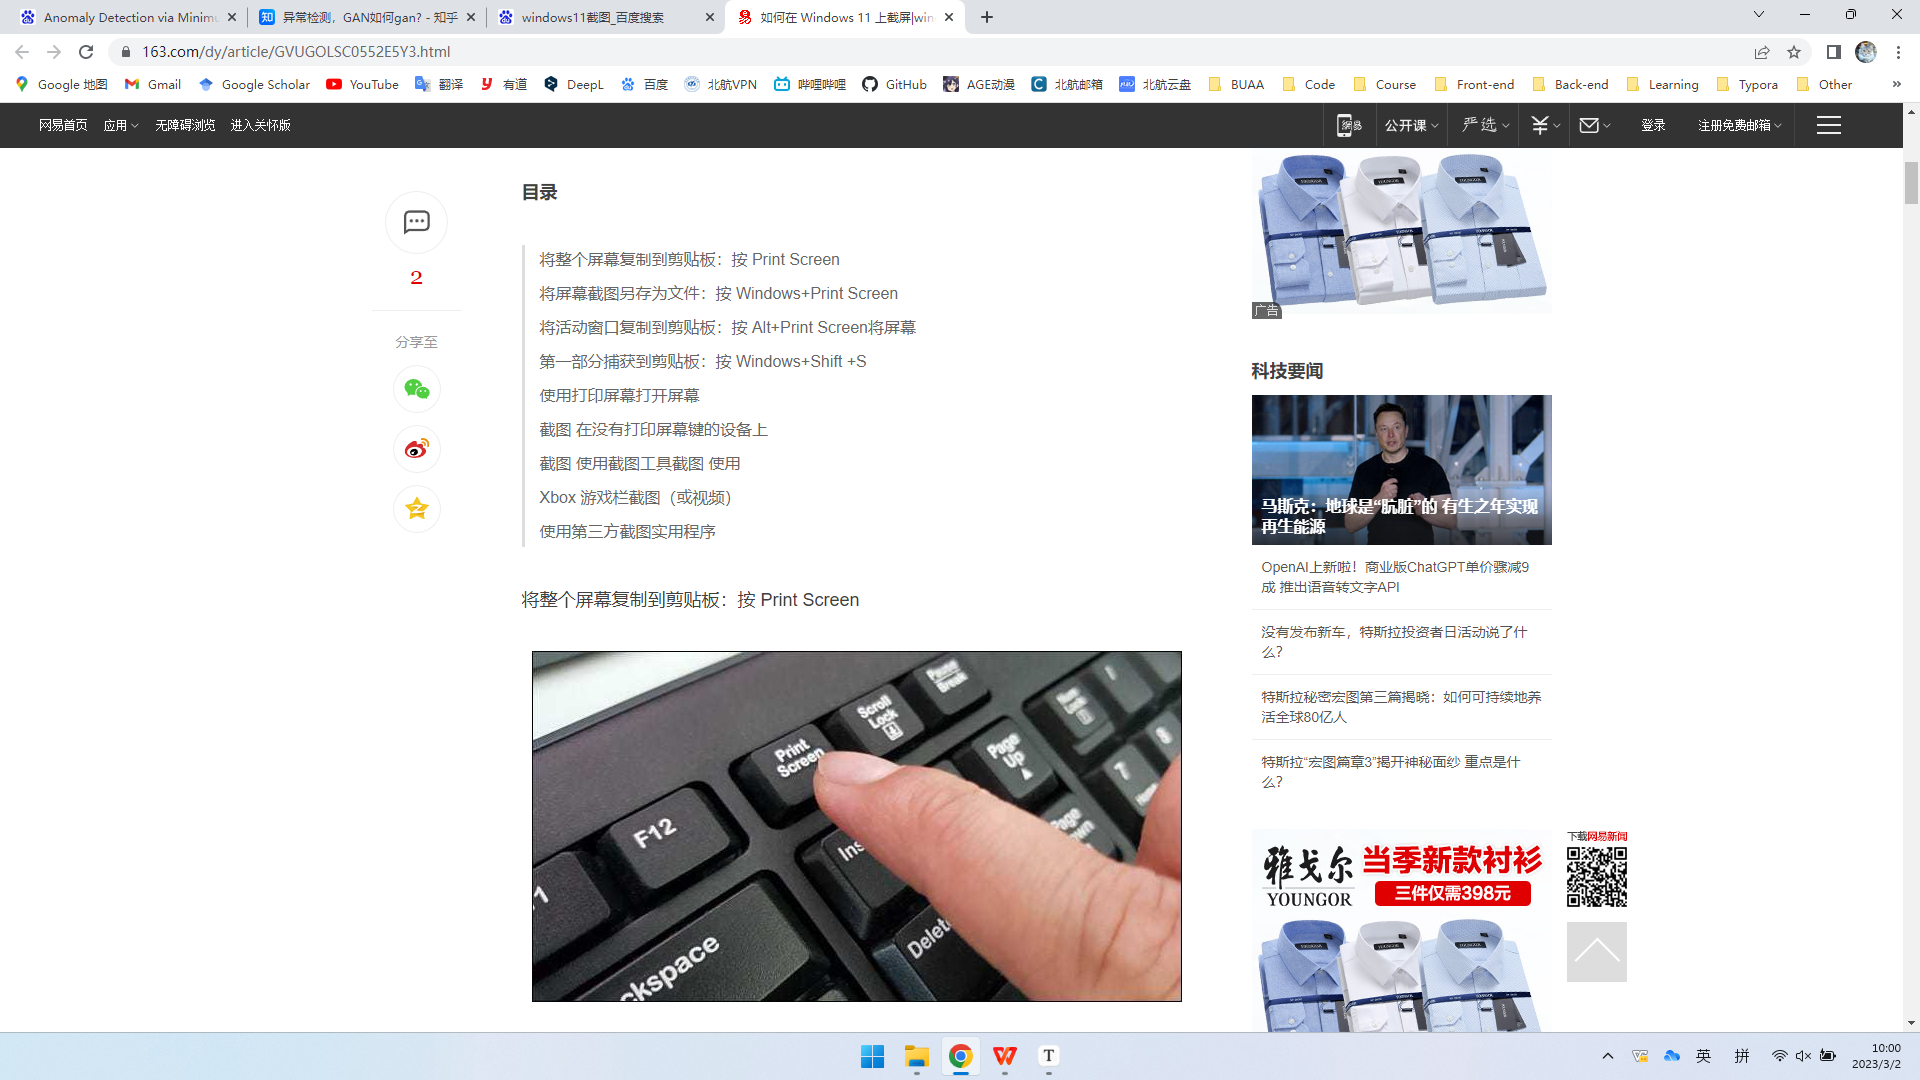 Anomaly Detection via Minim
异常检测，GAN如何gan? - 知乎
windows11截图_百度搜索
如何在 Windows 11 上截屏|win
163.com/dy/article/GVUGOLSC0552E5Y3.html
Google 地图
Gmail
Google Scholar
YouTube
翻译
有道
DeepL
百度
北航VPN
哔哩哔哩
GitHub
AGE动漫
北航邮箱
北航云盘
BUAA
Code
Course
Front-end
Back-end
Learning
Typora
Other
»
网易首页
应用
无障碍浏览
进入关怀版
公开课
严选
登录
注册免费邮箱
目录
2
分享至
将整个屏幕复制到剪贴板：按 Print Screen
将屏幕截图另存为文件：按 Windows+Print Screen
将活动窗口复制到剪贴板：按 Alt+Print Screen将屏幕
第一部分捕获到剪贴板：按 Windows+Shift +S
使用打印屏幕打开屏幕
截图 在没有打印屏幕键的设备上
截图 使用截图工具截图 使用
Xbox 游戏栏截图（或视频）
使用第三方截图实用程序
将整个屏幕复制到剪贴板：按 Print Screen
Print Screen
Scroll Lock
Pause Break
Page Up
F12
Ins
Delete
ckspace
广告
科技要闻
马斯克：地球是“肮脏”的 有生之年实现
再生能源
OpenAI上新啦！商业版ChatGPT单价骤减9
成 推出语音转文字API
没有发布新车，特斯拉投资者日活动说了什
么？
特斯拉秘密宏图第三篇揭晓：如何可持续地养
活全球80亿人
特斯拉“宏图篇章3”揭开神秘面纱 重点是什
么？
雅戈尔
YOUNGOR
当季新款衬衫
三件仅需398元
下载网易新闻
英
拼
10:00
2023/3/2